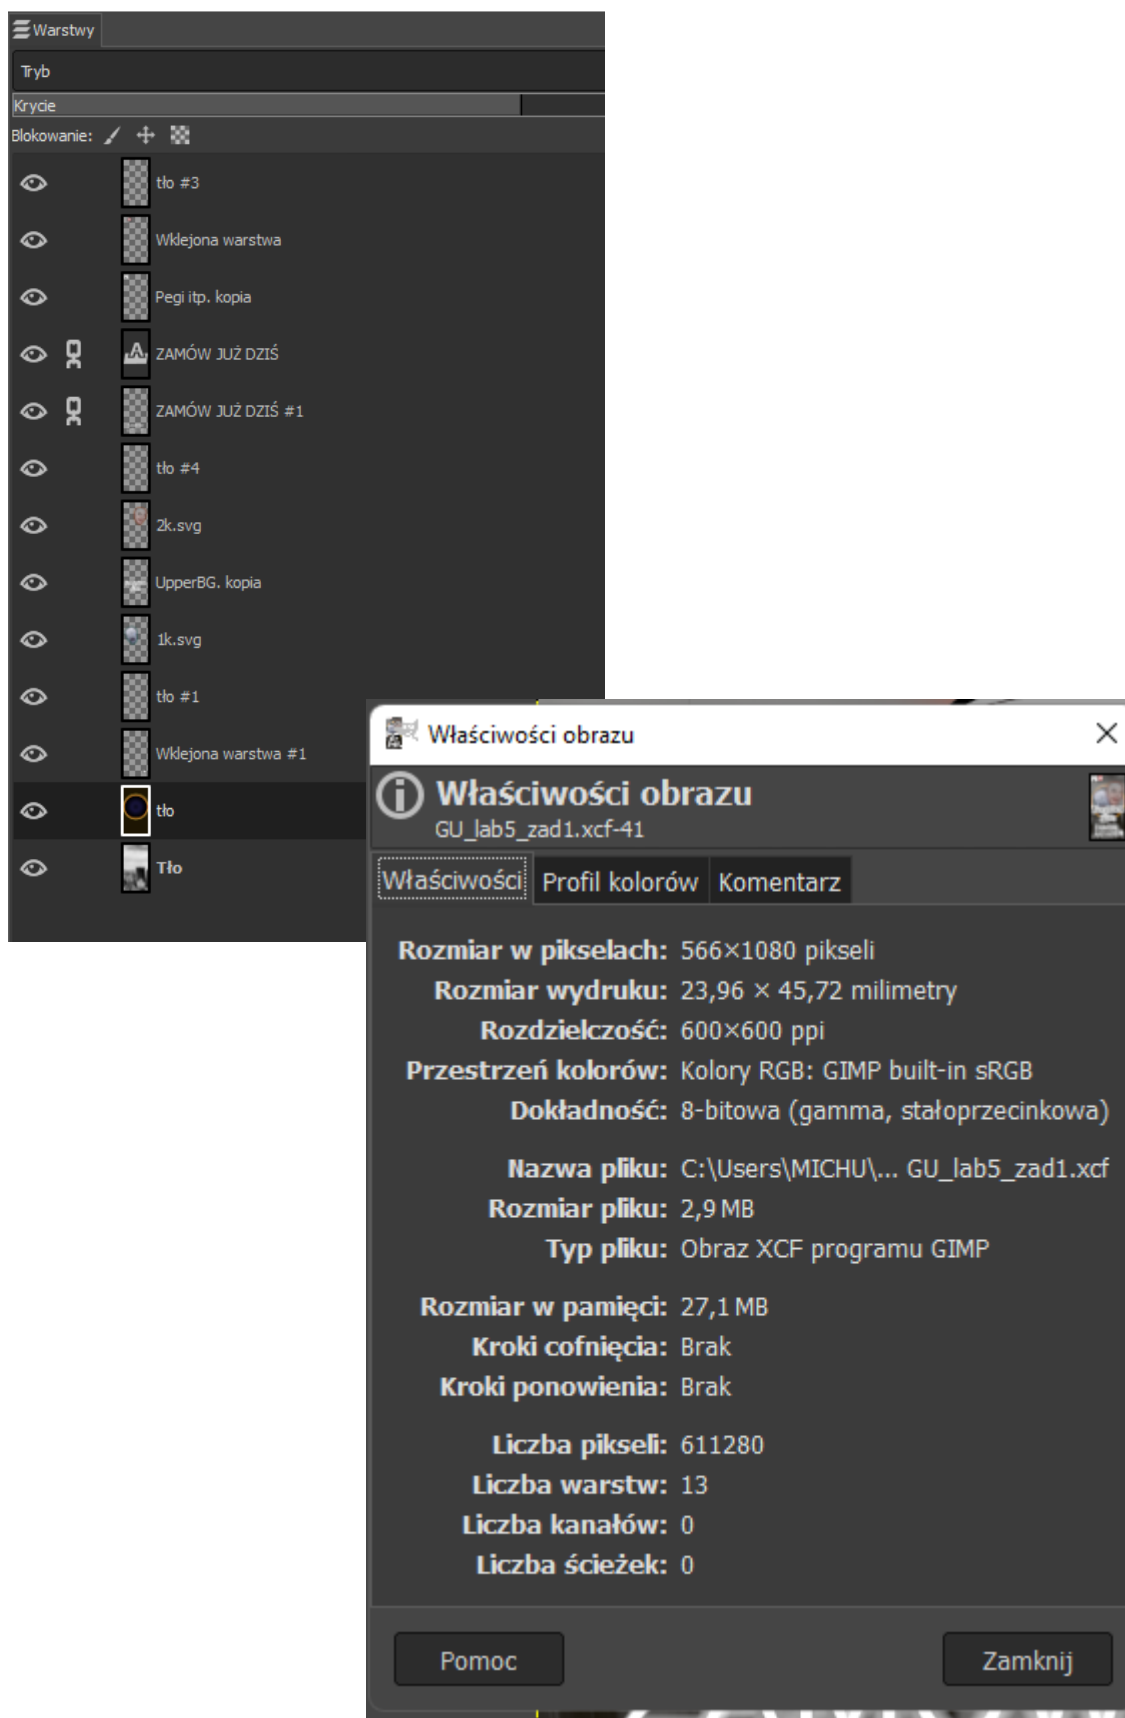 Warstwy
Tryb
Krycie
Blokowanie:
tło #3
Wklejona warstwa
Pegi itp. kopia
ZAMÓW JUŻ DZIŚ
ZAMÓW JUŻ DZIŚ #1
tło #4
2k.svg
UpperBG. kopia
1k.svg
tło #1
Wklejona warstwa #1
tło
Tło
Właściwości obrazu
Właściwości obrazu
GU_lab5_zad1.xcf-41
Właściwości Profil kolorów Komentarz
Rozmiar w pikselach: 566×1080 pikseli
Rozmiar wydruku: 23,96 × 45,72 milimetry
Rozdzielczość: 600×600 ppi
Przestrzeń kolorów: Kolory RGB: GIMP built-in sRGB
Dokładność: 8-bitowa (gamma, stałoprzecinkowa)
Nazwa pliku: C:\Users\MICHU\... GU_lab5_zad1.xcf
Rozmiar pliku: 2,9 MB
Typ pliku: Obraz XCF programu GIMP
Rozmiar w pamięci: 27,1 MB
Kroki cofnięcia: Brak
Kroki ponowienia: Brak
Liczba pikseli: 611280
Liczba warstw: 13
Liczba kanałów: 0
Liczba ścieżek: 0
Pomoc Zamknij